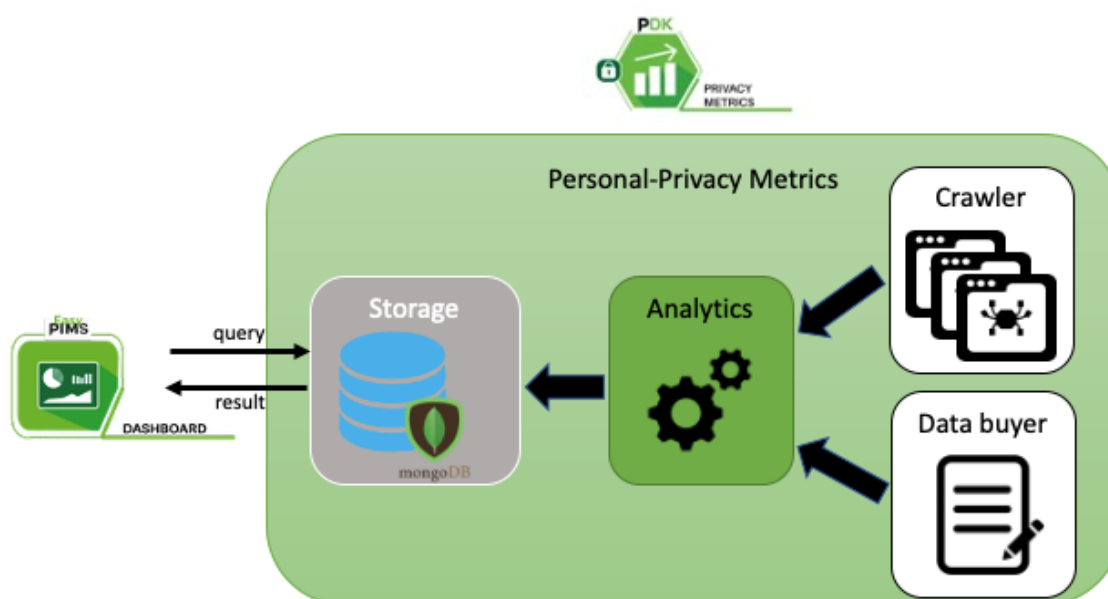 PDK
PRIVACY
METRICS
Personal-Privacy Metrics
Crawler
Storage
Analytics
Easy
PIMS
query
result
DASHBOARD
mongoDB
Data buyer